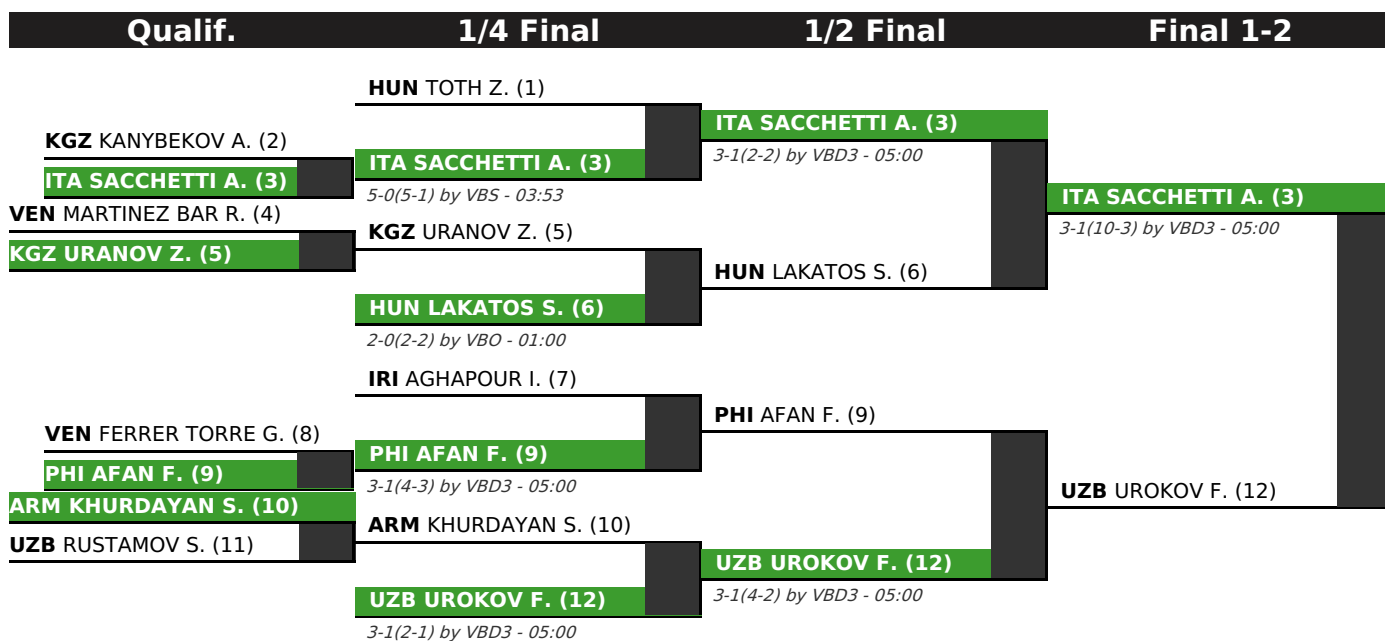 Qualif.
1/4 Final
1/2 Final
Final 1-2
KGZ KANYBEKOV A. (2)
ITA SACCHETTI A. (3)
VEN MARTINEZ BAR R. (4)
KGZ URANOV Z. (5)
VEN FERRER TORRE G. (8)
PHI AFAN F. (9)
ARM KHURDAYAN S. (10)
UZB RUSTAMOV S. (11)
HUN TOTH Z. (1)
ITA SACCHETTI A. (3)
5-0(5-1) by VBS - 03:53
KGZ URANOV Z. (5)
HUN LAKATOS S. (6)
2-0(2-2) by VBO - 01:00
IRI AGHAPOUR I. (7)
PHI AFAN F. (9)
3-1(4-3) by VBD3 - 05:00
ARM KHURDAYAN S. (10)
UZB UROKOV F. (12)
3-1(2-1) by VBD3 - 05:00
ITA SACCHETTI A. (3)
3-1(2-2) by VBD3 - 05:00
HUN LAKATOS S. (6)
PHI AFAN F. (9)
UZB UROKOV F. (12)
3-1(4-2) by VBD3 - 05:00
ITA SACCHETTI A. (3)
3-1(10-3) by VBD3 - 05:00
UZB UROKOV F. (12)